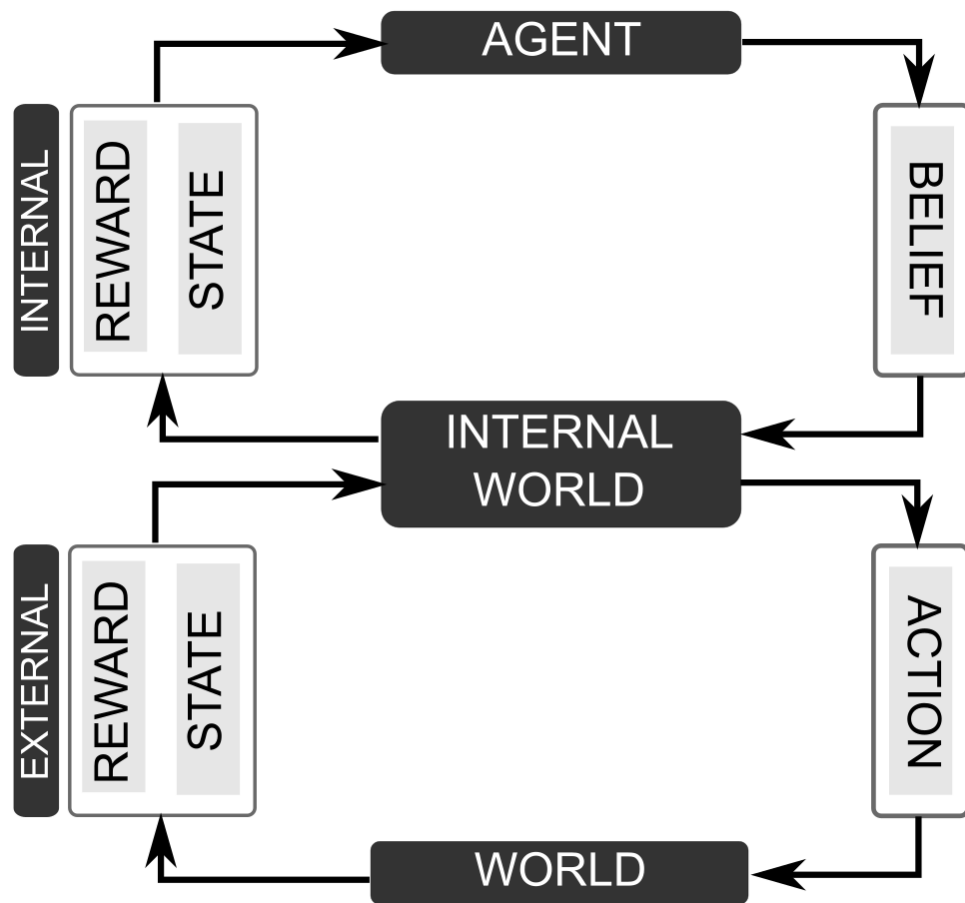 AGENT
INTERNAL
REWARD
STATE
BELIEF
INTERNAL
WORLD
EXTERNAL
REWARD
STATE
ACTION
WORLD